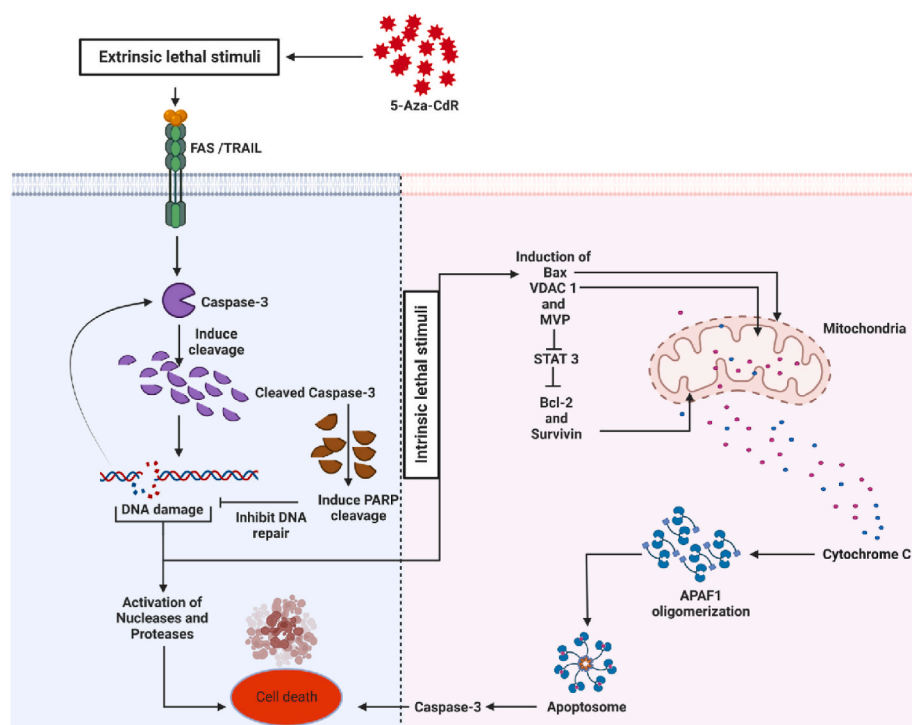 Extrinsic lethal stimuli
5-Aza-CdR
FAS /TRAIL
Caspase-3
Induce
cleavage
Cleaved Caspase-3
Induce PARP
cleavage
Inhibit DNA
repair
DNA damage
Activation of
Nucleases and
Proteases
Cell death
Intrinsic lethal stimuli
Induction of
Bax
VDAC 1
and
MVP
STAT 3
Bcl-2
and
Survivin
Mitochondria
Cytochrome C
APAF1
oligomerization
Apoptosome
Caspase-3